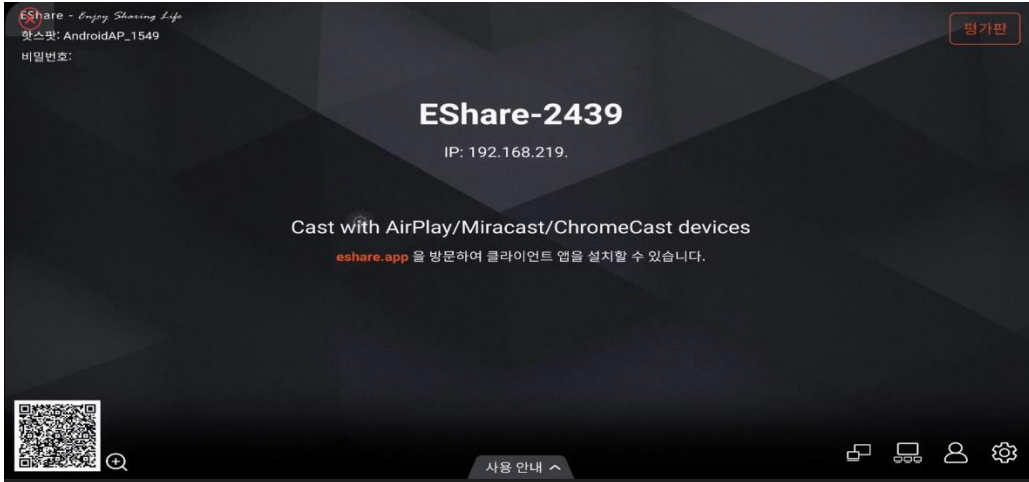 EShare - Enjoy Sharing Life
핫스팟: AndroidAP_1549
비밀번호:
평가판
EShare-2439
IP: 192.168.219.
Cast with AirPlay/Miracast/ChromeCast devices
eshare.app 을 방문하여 클라이언트 앱을 설치할 수 있습니다.
사용 안내